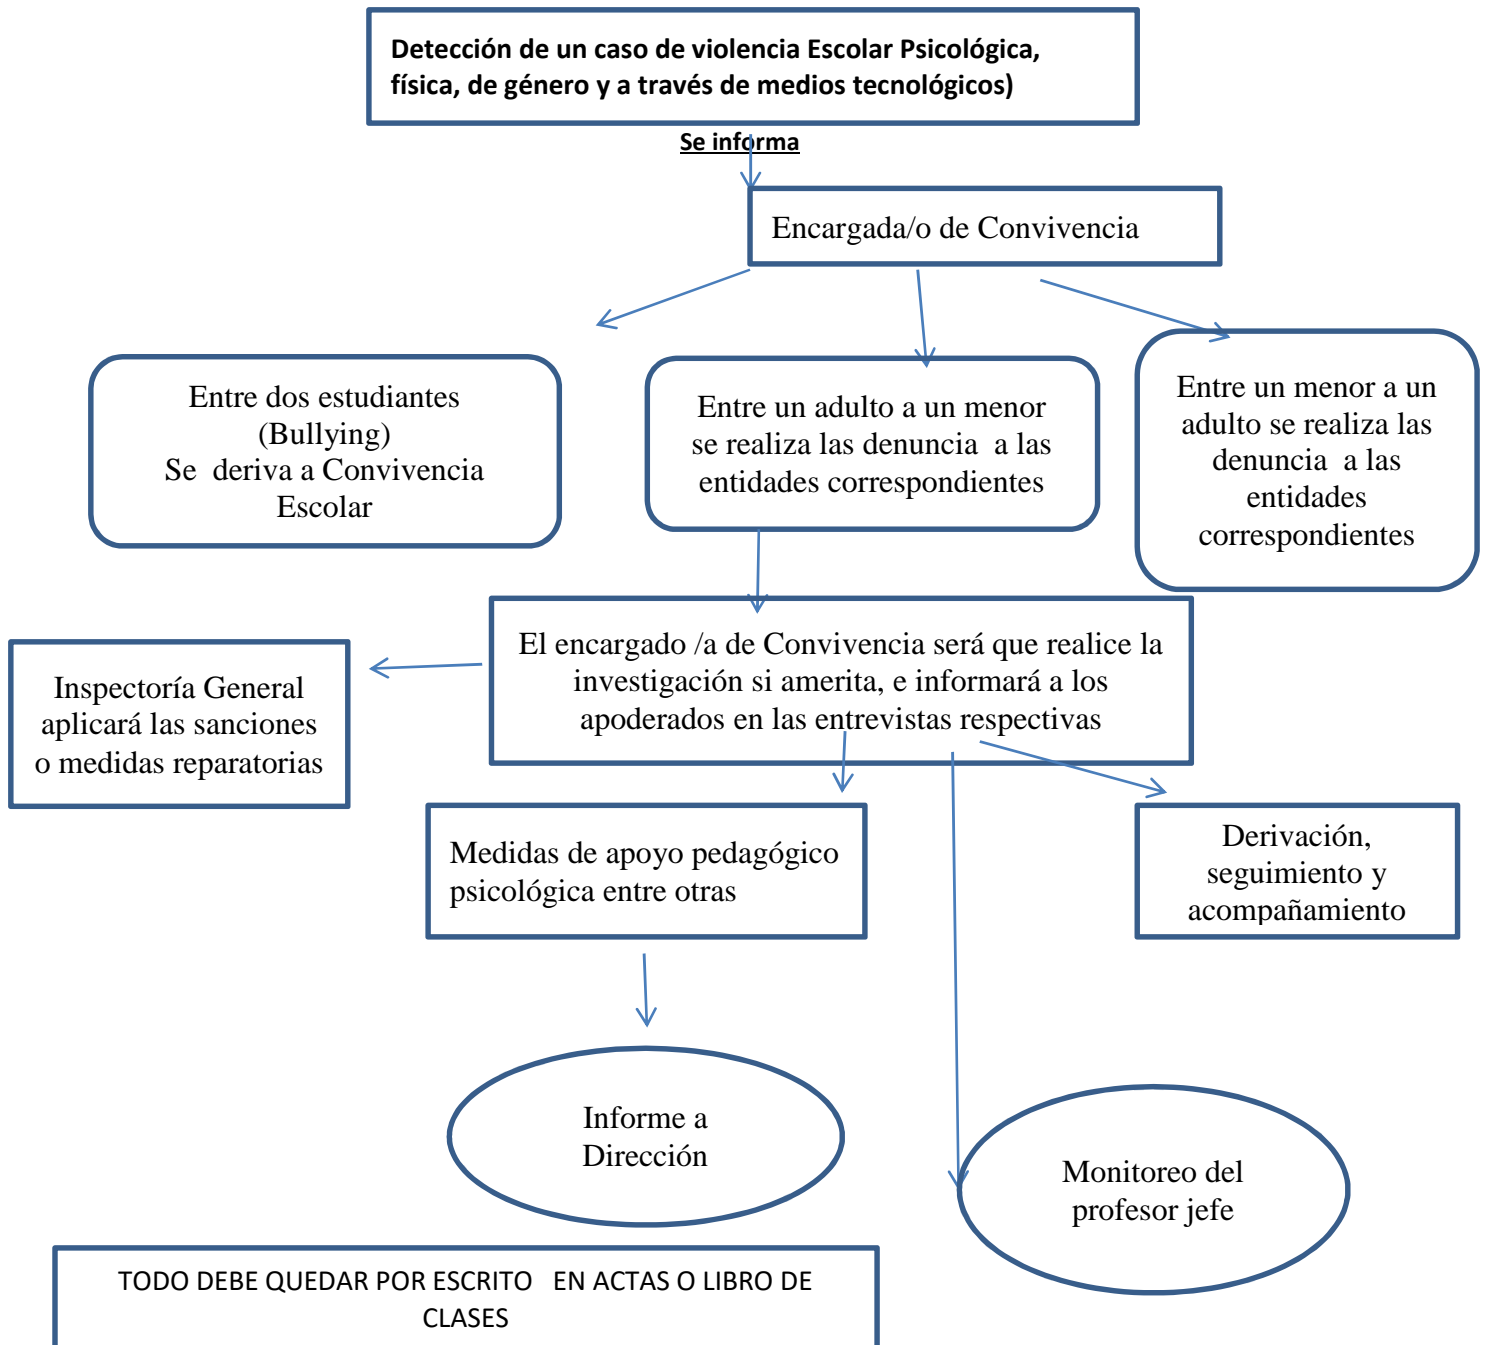 Detección de un caso de violencia Escolar Psicológica,
física, de género y a través de medios tecnológicos)
Se informa
Encargada/o de Convivencia
Entre dos estudiantes
(Bullying)
Se deriva a Convivencia
Escolar
Entre un adulto a un menor
se realiza las denuncia a las
entidades correspondientes
Entre un menor a un
adulto se realiza las
denuncia a las
entidades
correspondientes
El encargado /a de Convivencia será que realice la
investigación si amerita, e informará a los
apoderados en las entrevistas respectivas
Inspectoría General
aplicará las sanciones
o medidas reparatorias
Medidas de apoyo pedagógico
psicológica entre otras
Derivación,
seguimiento y
acompañamiento
Informe a
Dirección
Monitoreo del
profesor jefe
TODO DEBE QUEDAR POR ESCRITO EN ACTAS O LIBRO DE
CLASES